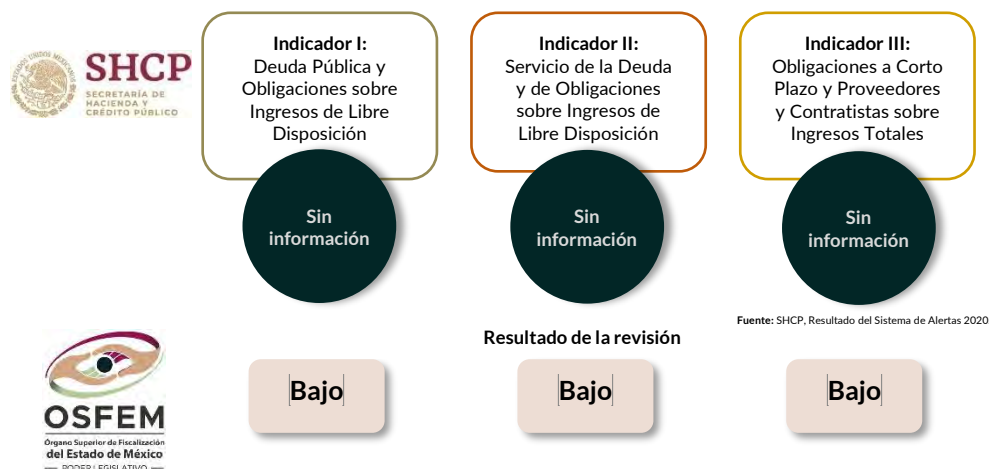 SHCP
SECRETARÍA DE
HACIENDA Y
CRÉDITO PÚBLICO
Indicador I:
Deuda Pública y
Obligaciones sobre
Ingresos de Libre
Disposición
Sin
información
Indicador II:
Servicio de la Deuda
y de Obligaciones
sobre Ingresos de
Libre Disposición
Sin
información
Indicador III:
Obligaciones a Corto
Plazo y Proveedores
y Contratistas sobre
Ingresos Totales
Sin
información
Fuente: SHCP, Resultado del Sistema de Alertas 2020
Resultado de la revisión
OSFEM
Órgano Superior de Fiscalización
del Estado de México
PODER LEGISLATIVO
Bajo
Bajo
Bajo